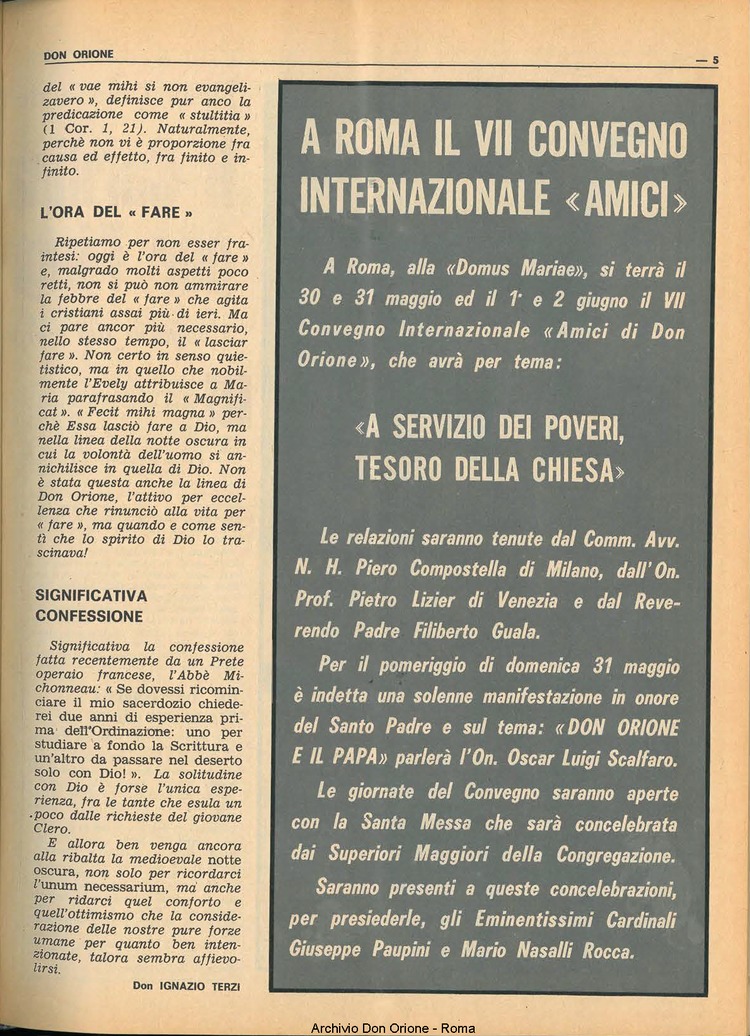 DON ORIONE
— 5
del « vae mihi si non evangeli-
zavero », definisce pur anco la
predicazione come « stultitia »
(1 Cor. 1, 21). Naturalmente,
perchè non vi è proporzione fra
causa ed effetto, fra finito e in-
finito.
L'ORA DEL « FARE »
Ripetiamo per non esser fra-
intesi: oggi è l'ora del « fare »
e, malgrado molti aspetti poco
retti, non si può non ammirare
la febbre del « fare » che agita
i cristiani assai più di ieri. Ma
ci pare ancor più necessario,
nello stesso tempo, il « lasciar
fare ». Non certo in senso quie-
tistico, ma in quello che nobil-
mente l'Evely attribuisce a Ma-
ria parafrasando il « Magnifi-
cat ». « Fecit mihi magna » per-
chè Essa lasciò fare a Dio, ma
nella linea della notte oscura in
cui la volontà dell'uomo si an-
nichilisce in quella di Dio. Non
è stata questa anche la linea di
Don Orione, l'attivo per eccel-
lenza che rinunciò alla vita per
« fare », ma quando e come sen-
tì che lo spirito di Dio lo tra-
scinava!
SIGNIFICATIVA
CONFESSIONE
Significativa la confessione
fatta recentemente da un Prete
operaio francese, l'Abbè Mi-
chonneau: « Se dovessi ricomin-
ciare il mio sacerdozio chiede-
rei due anni di esperienza pri-
ma dell'Ordinazione: uno per
studiare a fondo la Scrittura e
un'altro da passare nel deserto
solo con Dio! ». La solitudine
con Dio è forse l'unica espe-
rienza, fra le tante che esula un
poco dalle richieste del giovane
Clero.
E allora ben venga ancora
alla ribalta la medioevale notte
oscura, non solo per ricordarci
l'unum necessarium, ma anche
per ridarci quel conforto e
quell'ottimismo che la conside-
razione delle nostre pure forze
umane per quanto ben inten-
zionate, talora sembra affievo-
lirsi.
Don IGNAZIO TERZI
A ROMA IL VII CONVEGNO
INTERNAZIONALE «AMICI»
A Roma, alla «Domus Mariae», si terrà il
30 e 31 maggio ed il 1° e 2 giugno il VII
Convegno Internazionale «Amici di Don
Orione», che avrà per tema:
«A SERVIZIO DEI POVERI,
TESORO DELLA CHIESA»
Le relazioni saranno tenute dal Comm. Avv.
N. H. Piero Compostella di Milano, dall'On.
Prof. Pietro Lizier di Venezia e dal Reve-
rendo Padre Filiberto Guala.
Per il pomeriggio di domenica 31 maggio
è indetta una solenne manifestazione in onore
del Santo Padre e sul tema: «DON ORIONE
E IL PAPA» parlerà l'On. Oscar Luigi Scalfaro.
Le giornate del Convegno saranno aperte
con la Santa Messa che sarà concelebrata
dai Superiori Maggiori della Congregazione.
Saranno presenti a queste concelebrazioni,
per presiederle, gli Eminentissimi Cardinali
Giuseppe Paupini e Mario Nasalli Rocca.
Archivio Don Orione - Roma